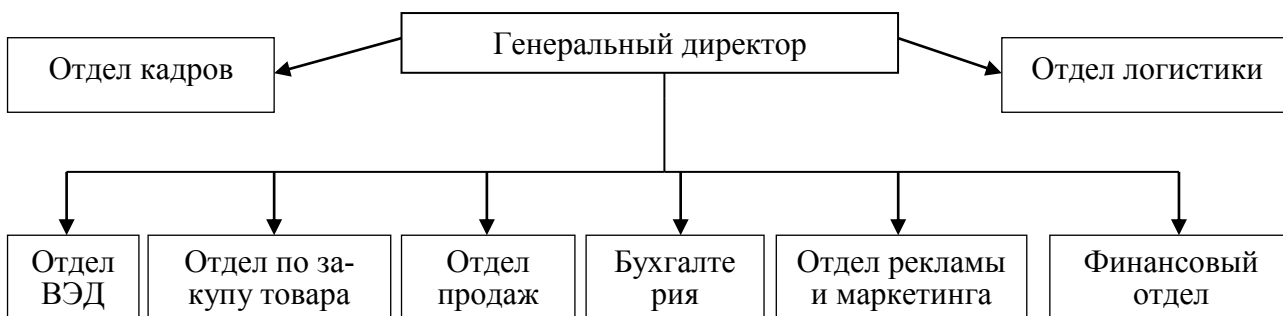 Генеральный директор
Отдел кадров
Отдел логистики
Отдел
ВЭД
Отдел по за-
купу товара
Отдел
продаж
Бухгалте
рия
Отдел рекламы
и маркетинга
Финансовый
отдел